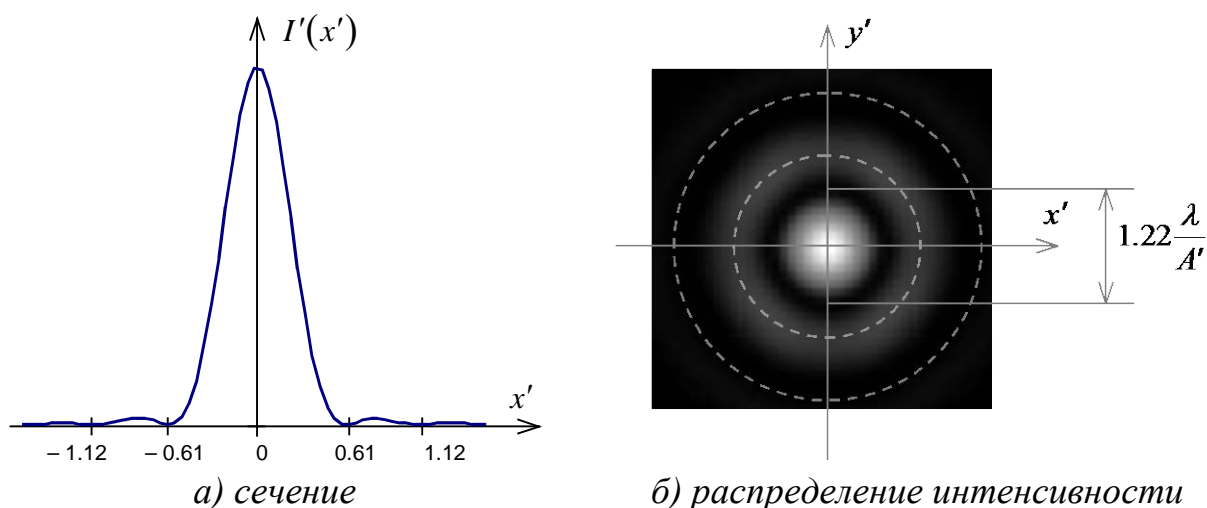 I′(x′)
x′
– 1.12 – 0.61 0 0.61 1.12
а) сечение
y′
x′
1.22 λ/A′
б) распределение интенсивности